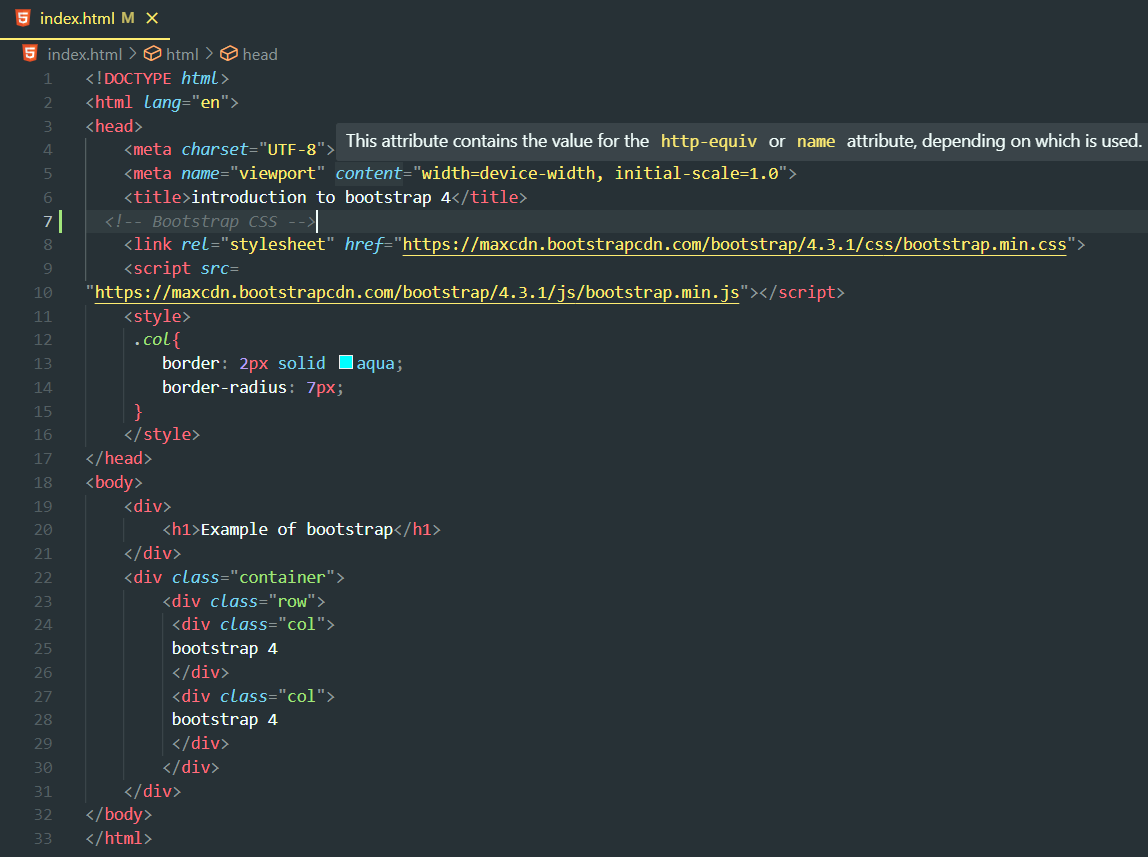 index.html M
index.html > html > head
1 <!DOCTYPE html>
2 <html lang="en">
3 <head>
This attribute contains the value for the http-equiv or name attribute, depending on which is used.
4 <meta charset="UTF-8">
5 <meta name="viewport" content="width=device-width, initial-scale=1.0">
6 <title>introduction to bootstrap 4</title>
7 <!-- Bootstrap CSS -->
8 <link rel="stylesheet" href="https://maxcdn.bootstrapcdn.com/bootstrap/4.3.1/css/bootstrap.min.css">
9 <script src=
10 "https://maxcdn.bootstrapcdn.com/bootstrap/4.3.1/js/bootstrap.min.js"></script>
11 <style>
12 .col{
13 border: 2px solid aqua;
14 border-radius: 7px;
15 }
16 </style>
17 </head>
18 <body>
19 <div>
20 <h1>Example of bootstrap</h1>
21 </div>
22 <div class="container">
23 <div class="row">
24 <div class="col">
25 bootstrap 4
26 </div>
27 <div class="col">
28 bootstrap 4
29 </div>
30 </div>
31 </div>
32 </body>
33 </html>